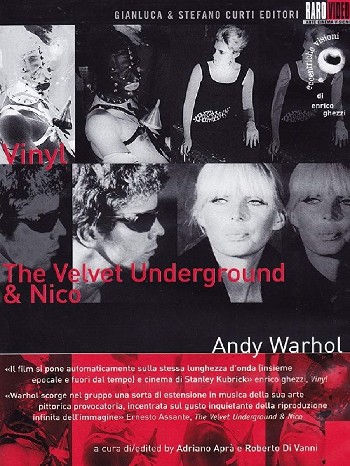 GIANLUCA & STEFANO CURTI EDITORI
RAROVIDEO
eccentriche visioni
di
enrico
ghezzi
Vinyl
The Velvet Underground
& Nico
Andy Warhol
«Il film si pone automaticamente sulla stessa lunghezza d'onda (insieme
epocale e fuori dal tempo) e cinema di Stanley Kubrick» enrico ghezzi, Vinyl
«Warhol scorge nel gruppo una sorta di estensione in musica della sua arte
pittorica provocatoria, incentrata sul gusto inquietante della riproduzione
infinita dell'immagine» Ernesto Assante, The Velvet Underground & Nico
a cura di/edited by Adriano Aprà e Roberto Di Vanni